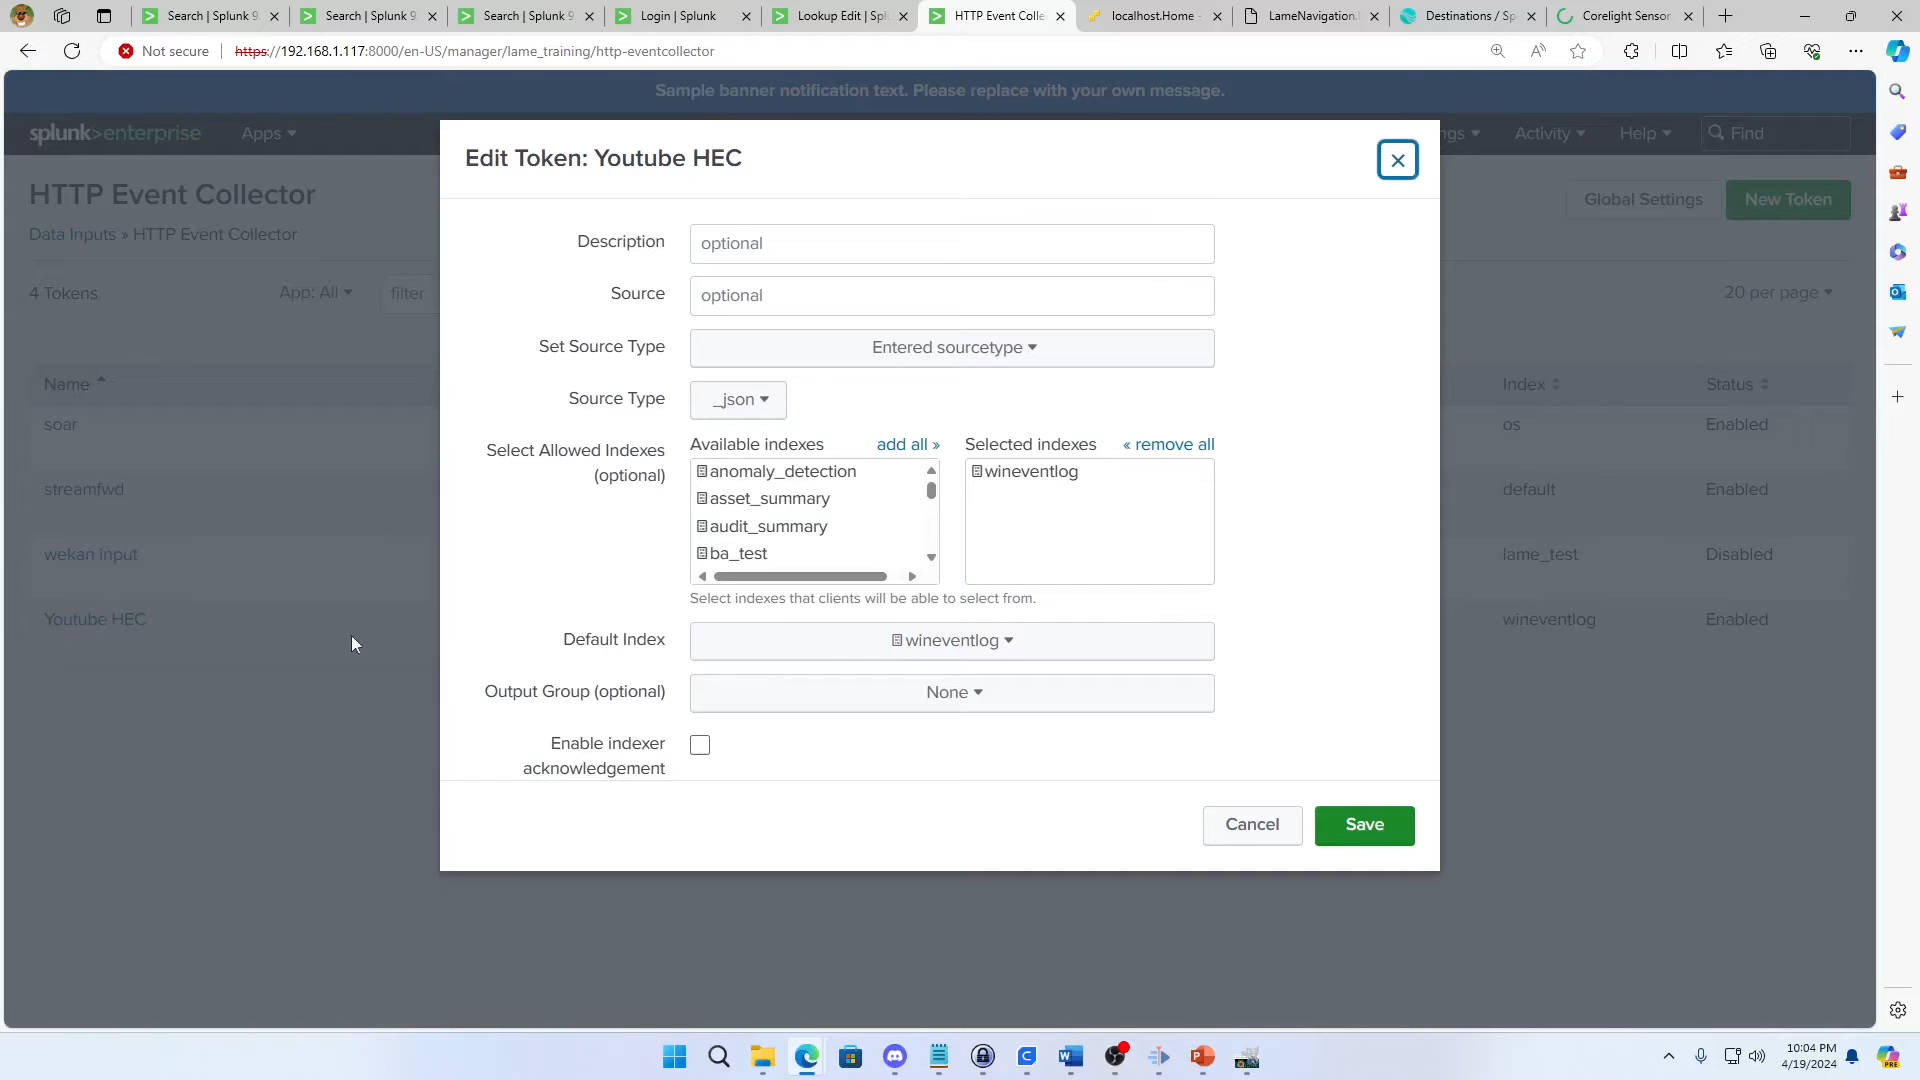 Search | Splunk 9.
Search | Splunk 9.
Search | Splunk 9
Login | Splunk
Lookup Edit | Spl
HTTP Event Colle
localhost.Home -
LameNavigation.
Destinations / Sp
Corelight Sensor
Not secure
https://192.168.1.117:8000/en-US/manager/lame_training/http-eventcollector
Sample banner notification text. Please replace with your own message.
splunk>enterprise Apps
ngs Activity Help Find
HTTP Event Collector
Global Settings New Token
Data Inputs » HTTP Event Collector
4 Tokens App: All filter 20 per page
Name Index Status
soar os Enabled
streamfwd default Enabled
wekan input lame_test Disabled
Youtube HEC wineventlog Enabled
Edit Token: Youtube HEC
Description optional
Source optional
Set Source Type Entered sourcetype
Source Type _json
Select Allowed Indexes
(optional)
Available indexes add all » Selected indexes « remove all
anomaly_detection wineventlog
asset_summary
audit_summary
ba_test
Select indexes that clients will be able to select from.
Default Index wineventlog
Output Group (optional) None
Enable indexer
acknowledgement
Cancel Save
10:04 PM
4/19/2024
PRE